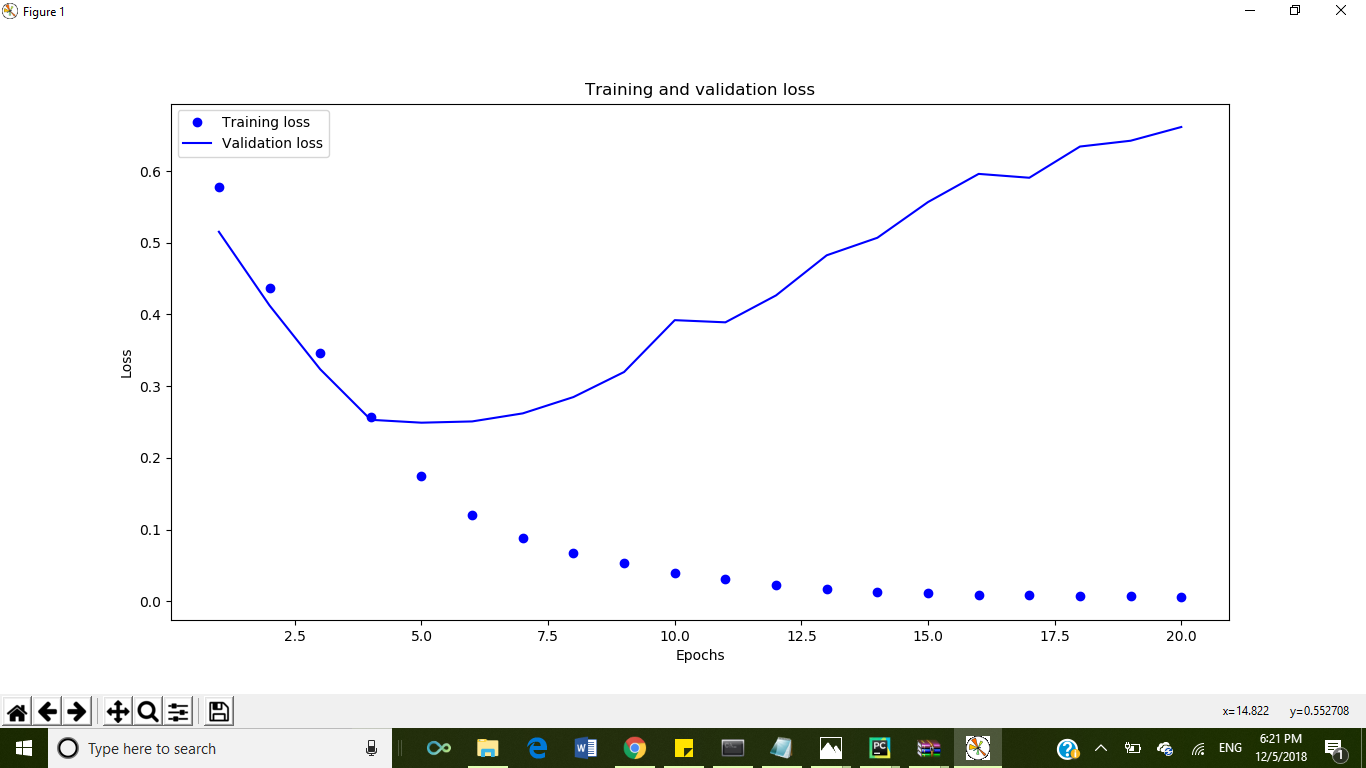 Figure 1
Training and validation loss
Training loss
Validation loss
0.6
0.5
0.4
0.3
0.2
0.1
0.0
Loss
2.5 5.0 7.5 10.0 12.5 15.0 17.5 20.0
Epochs
x=14.822 y=0.552708
Type here to search
W
PC
?
ENG
6:21 PM
12/5/2018
1